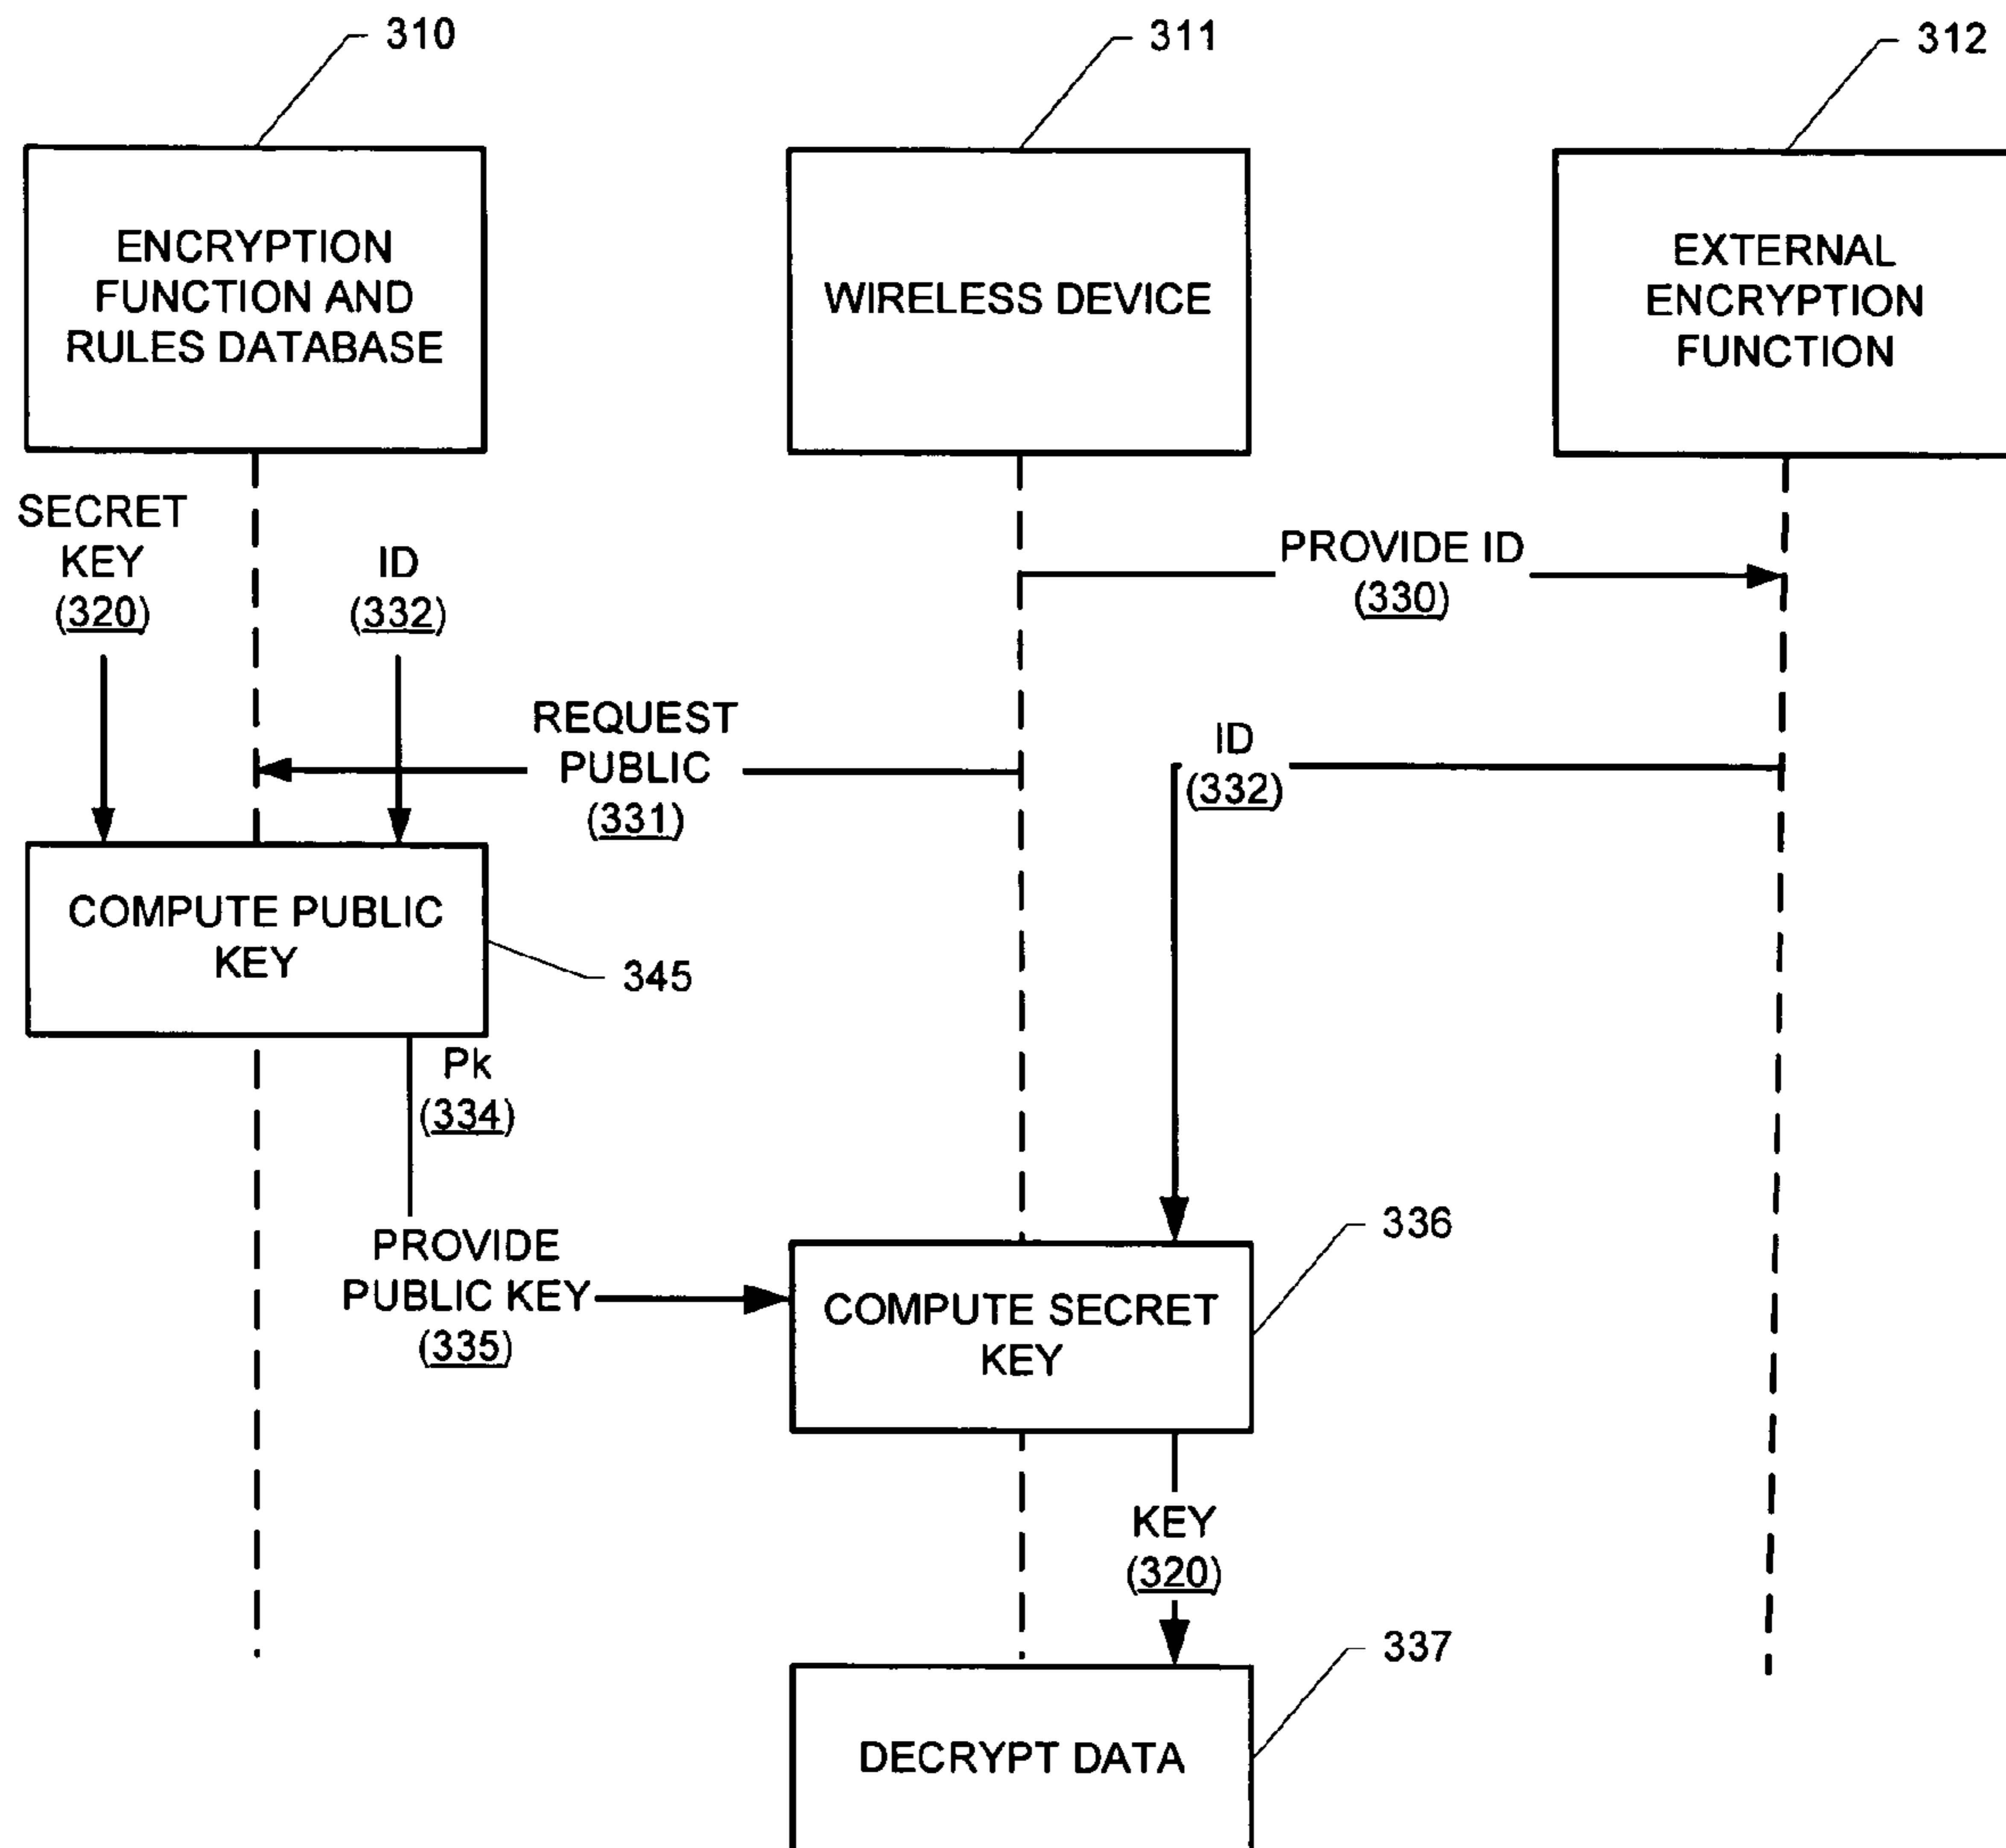 310
311
312
ENCRYPTION
FUNCTION AND
RULES DATABASE
WIRELESS DEVICE
EXTERNAL
ENCRYPTION
FUNCTION
SECRET
KEY
(320)
ID
(332)
PROVIDE ID
(330)
REQUEST
PUBLIC
(331)
ID
(332)
COMPUTE PUBLIC
KEY
345
Pk
(334)
PROVIDE
PUBLIC KEY
(335)
336
COMPUTE SECRET
KEY
KEY
(320)
337
DECRYPT DATA